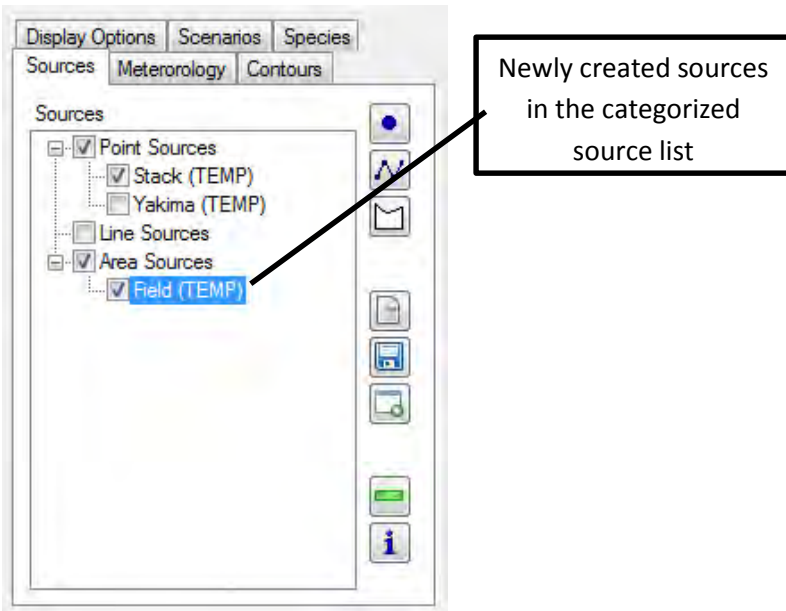 Display Options Scenarios Species
Sources Meterorology Contours
Newly created sources
in the categorized
source list
Sources
Point Sources
Stack (TEMP)
Yakima (TEMP)
Line Sources
Area Sources
Field (TEMP)
i